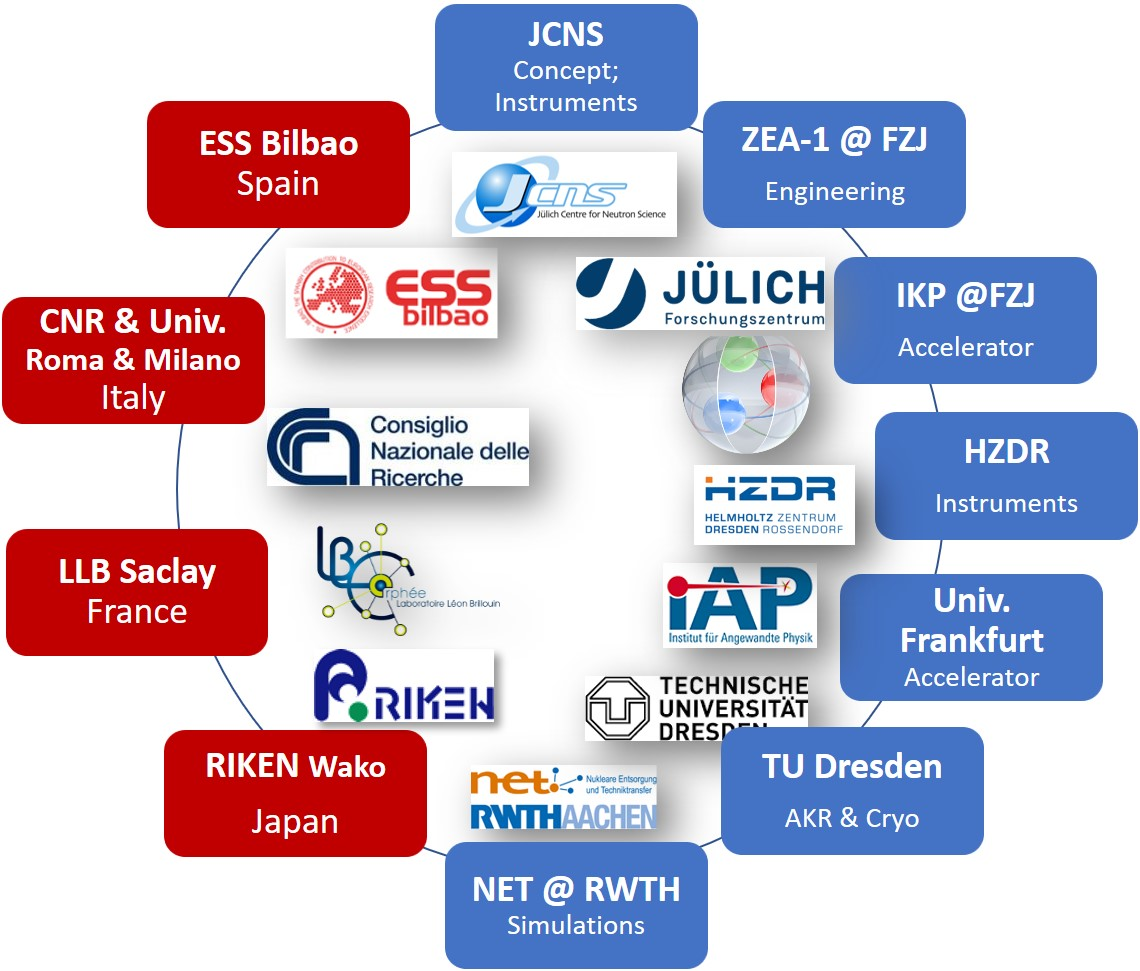 JCNS
Concept;
Instruments
ZEA-1 @ FZJ
Engineering
IKP @FZJ
Accelerator
HZDR
Instruments
Univ.
Frankfurt
Accelerator
TU Dresden
AKR & Cryo
NET @ RWTH
Simulations
RIKEN Wako
Japan
LLB Saclay
France
CNR & Univ.
Roma & Milano
Italy
ESS Bilbao
Spain
JCNS
Jülich Centre for Neutron Science
ESS
bilbao
JÜLICH
Forschungszentrum
Consiglio
Nazionale delle
Ricerche
HZDR
HELMHOLTZ ZENTRUM
DRESDEN ROSSENDORF
LLB
Orphée
Laboratoire Léon Brillouin
iAP
Institut für Angewandte Physik
RIKEN
TECHNISCHE
UNIVERSITÄT
DRESDEN
net
Nukleare Entsorgung
und Techniktransfer
RWTHAACHEN